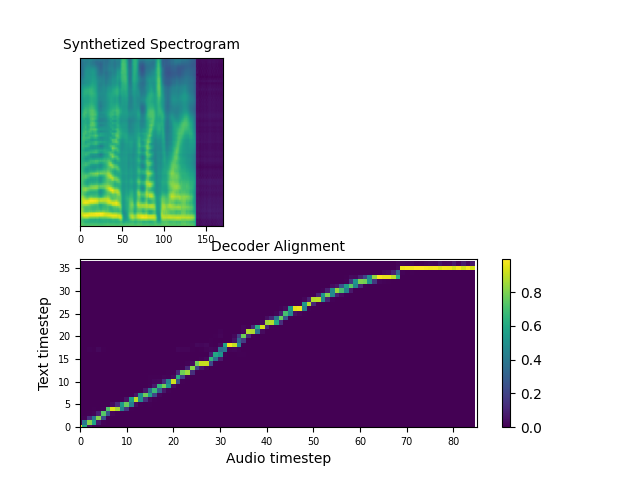 Synthetized Spectrogram
0 50 100 150
Decoder Alignment
35
30
25
20
15
10
5
0
Text timestep
0 10 20 30 40 50 60 70 80
Audio timestep
0.8
0.6
0.4
0.2
0.0